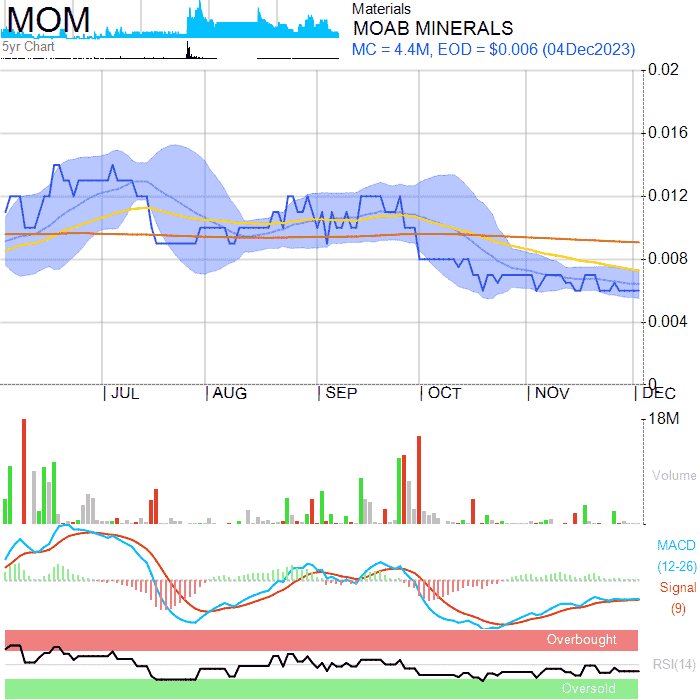 MOM
5yr Chart
Materials
MOAB MINERALS
MC = 4.4M, EOD = $0.006 (04Dec2023)
0.02
0.016
0.012
0.008
0.004
0
JUL AUG SEP OCT NOV DEC
18M
Volume
MACD
(12-26)
Signal
(9)
Overbought
RSI(14)
Oversold